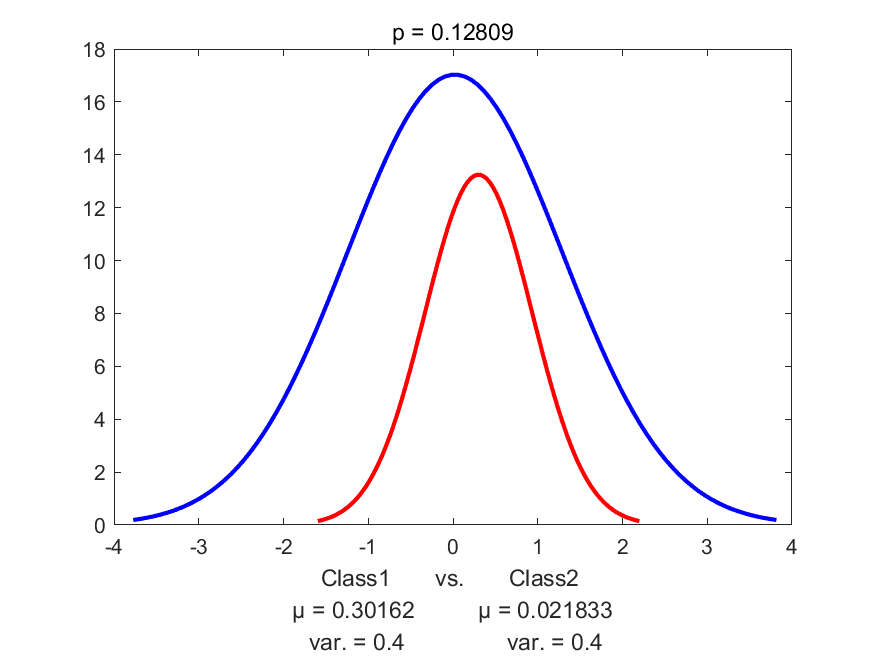 p = 0.12809
18
16
14
12
10
8
6
4
2
0
-4 -3 -2 -1 0 1 2 3 4
Class1 vs. Class2
μ = 0.30162 μ = 0.021833
var. = 0.4 var. = 0.4